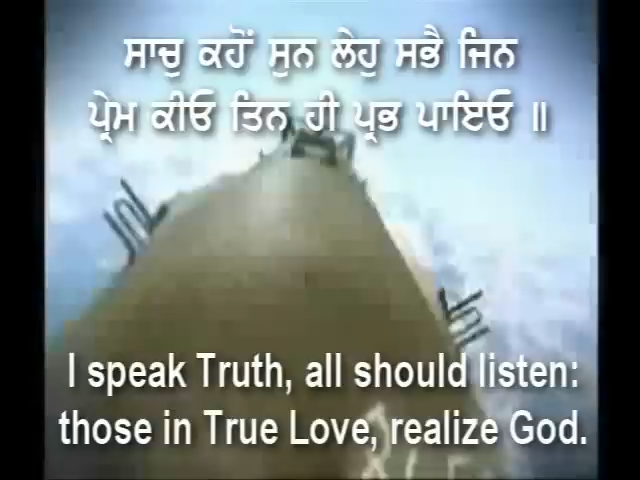 ਸਾਚੁ ਕਹੋਂ ਸੁਨ ਲੇਹੁ ਸਭੈ ਜਿਨ
ਪ੍ਰੇਮ ਕੀਓ ਤਿਨ ਹੀ ਪ੍ਰਭ ਪਾਇਓ ॥
I speak Truth, all should listen:
those in True Love, realize God.